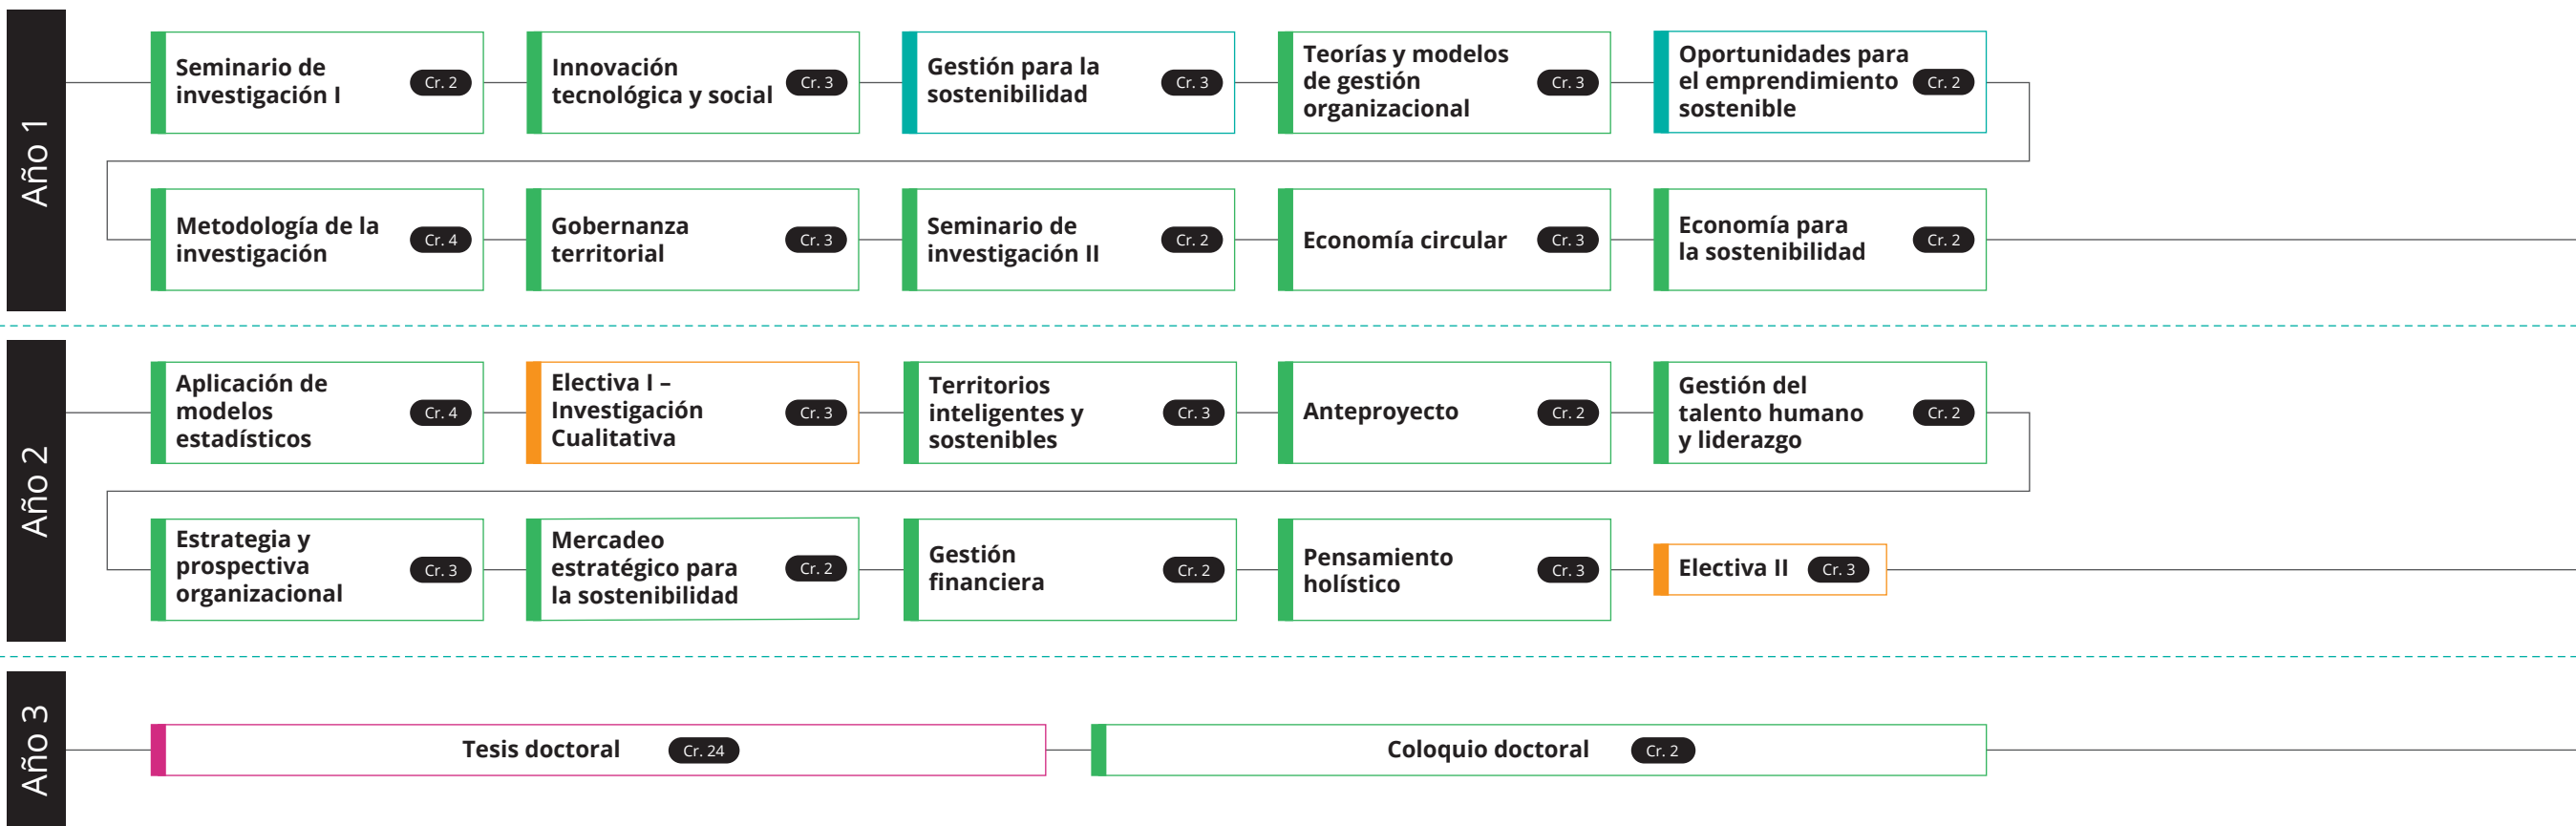 Año 1
Seminario de
investigación I
Cr. 2
Innovación
tecnológica y social
Cr. 3
Gestión para la
sostenibilidad
Cr. 3
Teorías y modelos
de gestión
organizacional
Cr. 3
Oportunidades para
el emprendimiento
sostenible
Cr. 2
Metodología de la
investigación
Cr. 4
Gobernanza
territorial
Cr. 3
Seminario de
investigación II
Cr. 2
Economía circular
Cr. 3
Economía para
la sostenibilidad
Cr. 2
Año 2
Aplicación de
modelos
estadísticos
Cr. 4
Electiva I –
Investigación
Cualitativa
Cr. 3
Territorios
inteligentes y
sostenibles
Cr. 3
Anteproyecto
Cr. 2
Gestión del
talento humano
y liderazgo
Cr. 2
Estrategia y
prospectiva
organizacional
Cr. 3
Mercadeo
estratégico para
la sostenibilidad
Cr. 2
Gestión
financiera
Cr. 2
Pensamiento
holístico
Cr. 3
Electiva II
Cr. 3
Año 3
Tesis doctoral
Cr. 24
Coloquio doctoral
Cr. 2